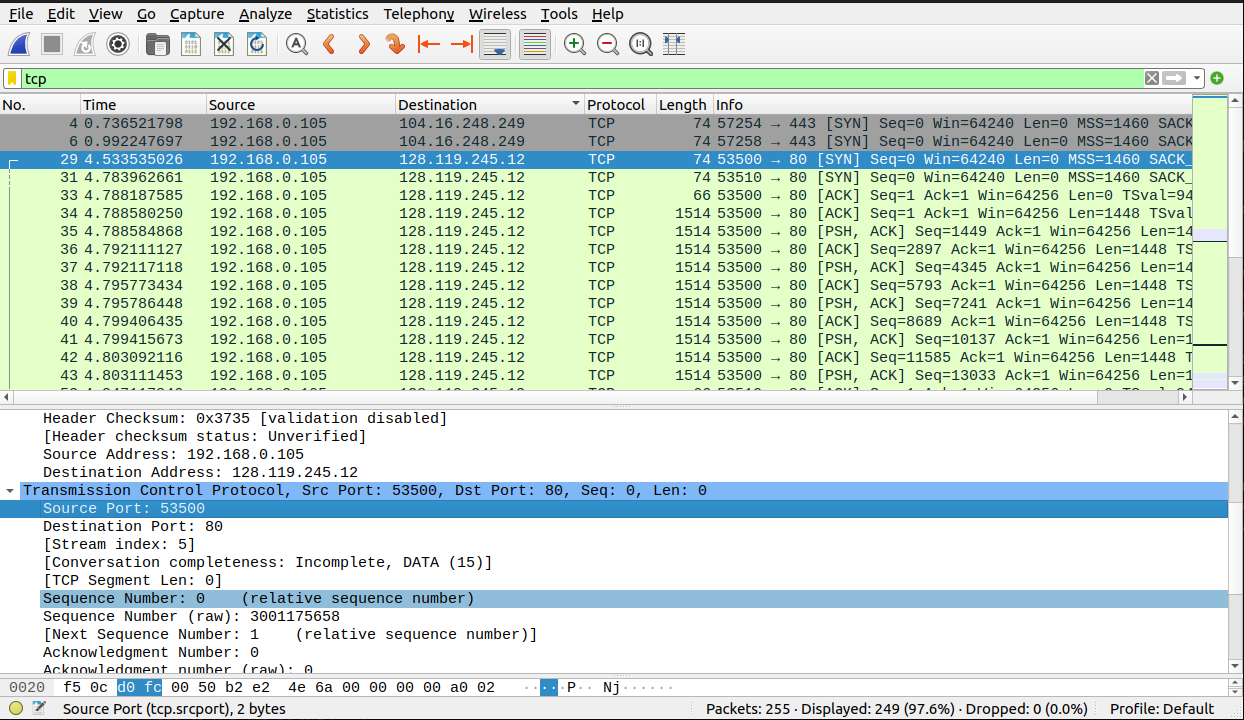 File Edit View Go Capture Analyze Statistics Telephony Wireless Tools Help
tcp
No. Time Source Destination Protocol Length Info
4 0.736521798 192.168.0.105 104.16.248.249 TCP 74 57254 → 443 [SYN] Seq=0 Win=64240 Len=0 MSS=1460 SACK
6 0.992247697 192.168.0.105 104.16.248.249 TCP 74 57258 → 443 [SYN] Seq=0 Win=64240 Len=0 MSS=1460 SACK
29 4.533535026 192.168.0.105 128.119.245.12 TCP 74 53500 → 80 [SYN] Seq=0 Win=64240 Len=0 MSS=1460 SACK_
31 4.783962661 192.168.0.105 128.119.245.12 TCP 74 53510 → 80 [SYN] Seq=0 Win=64240 Len=0 MSS=1460 SACK_
33 4.788187585 192.168.0.105 128.119.245.12 TCP 66 53500 → 80 [ACK] Seq=1 Ack=1 Win=64256 Len=0 TSval=94
34 4.788580250 192.168.0.105 128.119.245.12 TCP 1514 53500 → 80 [ACK] Seq=1 Ack=1 Win=64256 Len=1448 TSval
35 4.788584868 192.168.0.105 128.119.245.12 TCP 1514 53500 → 80 [PSH, ACK] Seq=1449 Ack=1 Win=64256 Len=14
36 4.792111127 192.168.0.105 128.119.245.12 TCP 1514 53500 → 80 [ACK] Seq=2897 Ack=1 Win=64256 Len=1448 TS
37 4.792117118 192.168.0.105 128.119.245.12 TCP 1514 53500 → 80 [PSH, ACK] Seq=4345 Ack=1 Win=64256 Len=14
38 4.795773434 192.168.0.105 128.119.245.12 TCP 1514 53500 → 80 [ACK] Seq=5793 Ack=1 Win=64256 Len=1448 TS
39 4.795786448 192.168.0.105 128.119.245.12 TCP 1514 53500 → 80 [PSH, ACK] Seq=7241 Ack=1 Win=64256 Len=14
40 4.799406435 192.168.0.105 128.119.245.12 TCP 1514 53500 → 80 [ACK] Seq=8689 Ack=1 Win=64256 Len=1448 TS
41 4.799415673 192.168.0.105 128.119.245.12 TCP 1514 53500 → 80 [PSH, ACK] Seq=10137 Ack=1 Win=64256 Len=1
42 4.803092116 192.168.0.105 128.119.245.12 TCP 1514 53500 → 80 [ACK] Seq=11585 Ack=1 Win=64256 Len=1448 T
43 4.803111453 192.168.0.105 128.119.245.12 TCP 1514 53500 → 80 [PSH, ACK] Seq=13033 Ack=1 Win=64256 Len=1
Header Checksum: 0x3735 [validation disabled]
[Header checksum status: Unverified]
Source Address: 192.168.0.105
Destination Address: 128.119.245.12
Transmission Control Protocol, Src Port: 53500, Dst Port: 80, Seq: 0, Len: 0
Source Port: 53500
Destination Port: 80
[Stream index: 5]
[Conversation completeness: Incomplete, DATA (15)]
[TCP Segment Len: 0]
Sequence Number: 0    (relative sequence number)
Sequence Number (raw): 3001175658
[Next Sequence Number: 1    (relative sequence number)]
Acknowledgment Number: 0
Acknowledgment number (raw): 0
0020 f5 0c d0 fc 00 50 b2 e2 4e 6a 00 00 00 00 a0 02 ·····P·· Nj······
Source Port (tcp.srcport), 2 bytes Packets: 255 · Displayed: 249 (97.6%) · Dropped: 0 (0.0%) Profile: Default